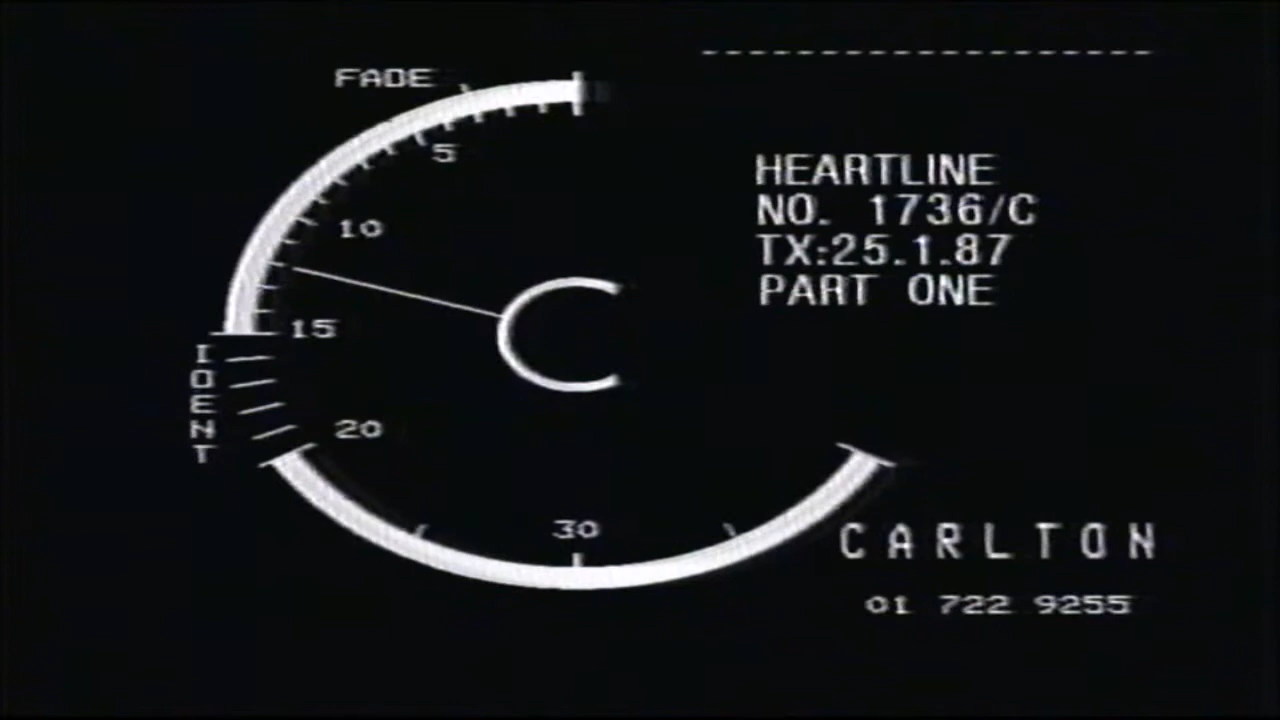 FADE
5
10
15
IDENT
20
30
HEARTLINE
NO. 1736/C
TX:25.1.87
PART ONE
CARLTON
01 722 9255